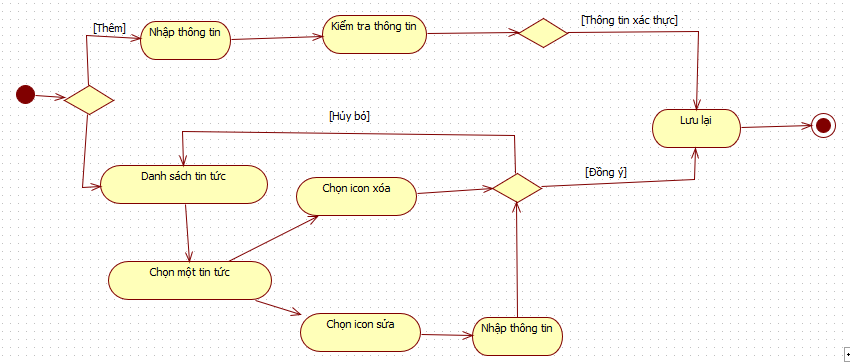 [Thêm]
Nhập thông tin
Kiểm tra thông tin
[Thông tin xác thực]
Lưu lại
[Hủy bỏ]
Danh sách tin tức
Chọn icon xóa
[Đồng ý]
Chọn một tin tức
Chọn icon sửa
Nhập thông tin